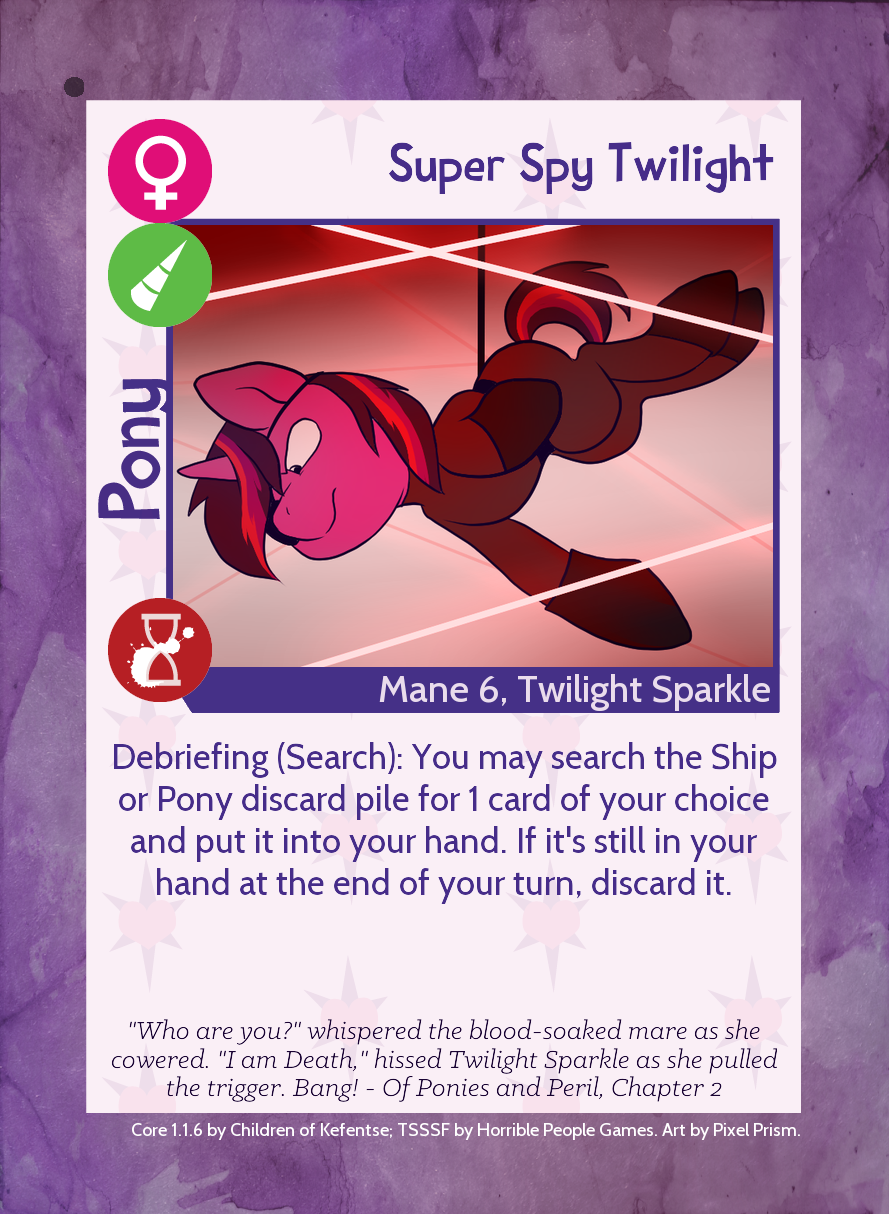 Super Spy Twilight
Pony
Mane 6, Twilight Sparkle
Debriefing (Search): You may search the Ship
or Pony discard pile for 1 card of your choice
and put it into your hand. If it's still in your
hand at the end of your turn, discard it.
"Who are you?" whispered the blood-soaked mare as she
cowered. "I am Death," hissed Twilight Sparkle as she pulled
the trigger. Bang! - Of Ponies and Peril, Chapter 2
Core 1.1.6 by Children of Kefentse; TSSSF by Horrible People Games. Art by Pixel Prism.